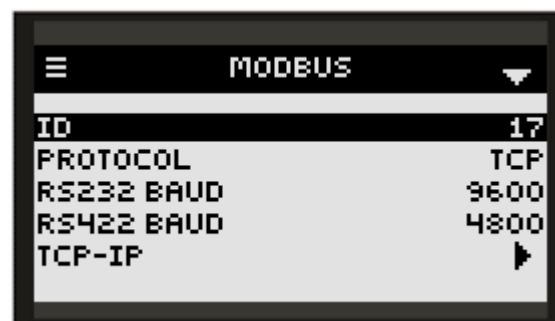 MODBUS
ID 17
PROTOCOL TCP
RS232 BAUD 9600
RS422 BAUD 4800
TCP-IP